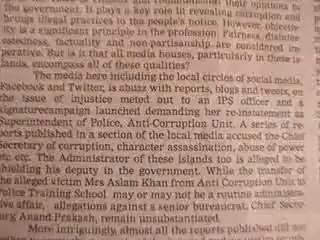 the government. It plays a key role in revealing corruption and
brings illegal practices to the people's notice. However, objectiv-
ity is a significant principle in the profession. Fairness, disinter-
estedness, factuality and non-partisanship are considered im-
perative. But is it that all media houses, particularly in these is-
lands, encompass all of these qualities?
The media here including the local circles of social media,
Facebook and Twitter, is abuzz with reports, blogs and tweets, on
the issue of injustice meted out to an IPS officer and a
signaturecampaign launched demanding her re-instatement as
Superintendent of Police, Anti-Corruption Unit. A series of re-
ports published in a section of the local media accused the Chief
Secretary of corruption, character assassination, abuse of power
etc etc. The Administrator of these islands too is alleged to be
shielding his deputy in the government. While the transfer of
the alleged victim Mrs Aslam Khan from Anti Corruption Unit to
Police Training School may or may not be a routine administra-
tive affair, allegations against a senior bureaucrat, Chief Secre-
tary Anand Prakash, remain unsubstantiated.
More intriguingly, almost all the reports published did not